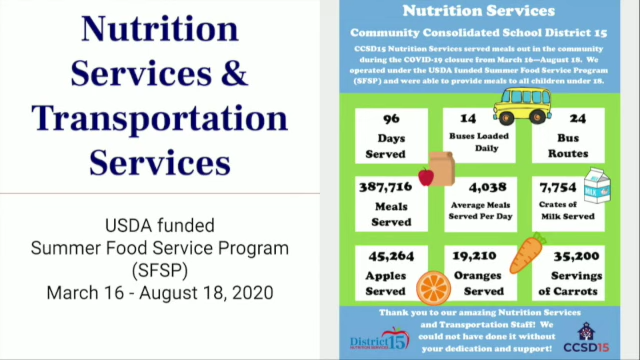 Nutrition
Services &
Transportation
Services
USDA funded
Summer Food Service Program
(SFSP)
March 16 - August 18, 2020
Nutrition Services
Community Consolidated School District 15
CCSD15 Nutrition Services served meals out in the community
during the COVID-19 closure from March 16—August 18. We
operated under the USDA funded Summer Food Service Program
(SFSP) and were able to provide meals to all children under 18.
96
Days
Served
14
Buses Loaded
Daily
24
Bus
Routes
387,716
Meals
Served
4,038
Average Meals
Served Per Day
7,754
Crates of
Milk Served
MILK
45,264
Apples
Served
19,210
Oranges
Served
35,200
Servings
of Carrots
Thank you to our amazing Nutrition Services
and Transportation Staff! We
could not have done it without
your dedication and support!
District 15
NUTRITION SERVICES
CCSD15